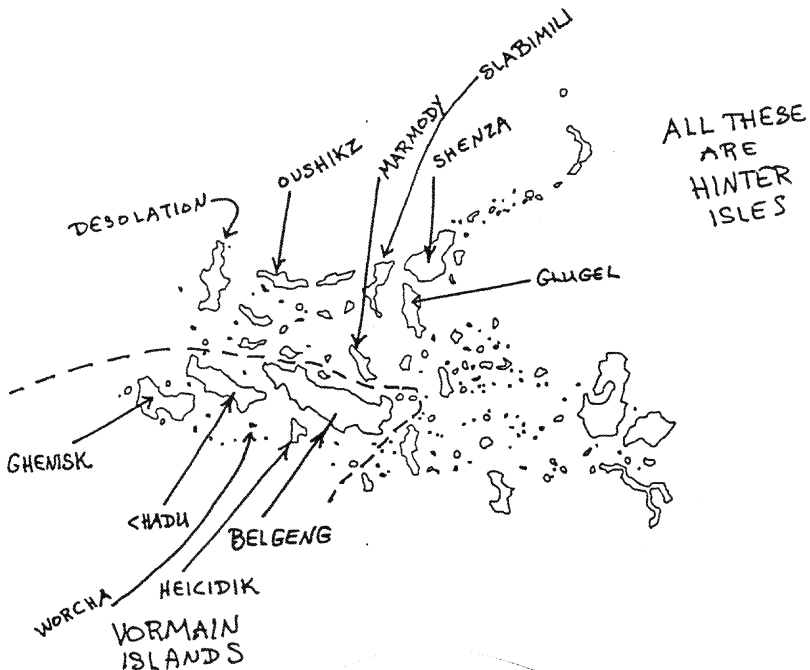 SLABIMILI
MARMODY
SHENZA
OUSHIKZ
DESOLATION
ALL THESE
ARE
HINTER
ISLES
GLUGEL
GHENISK
CHADU
BELGENG
HEICIDIK
WORCHA
VORMAIN
ISLANDS